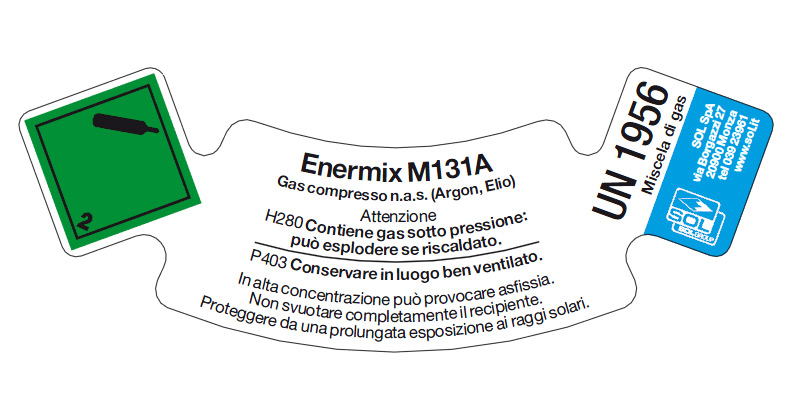 2
Enermix M131A
Gas compresso n.a.s. (Argon, Elio)
Attenzione
H280 Contiene gas sotto pressione:
può esplodere se riscaldato.
P403 Conservare in luogo ben ventilato.
In alta concentrazione può provocare asfissia.
Non svuotare completamente il recipiente.
Proteggere da una prolungata esposizione ai raggi solari.
UN 1956
Miscela di gas
SOL SpA
via Borgazzi 27
20900 Monza
tel 039 23961
www.sol.it
SOL
SOLGROUP